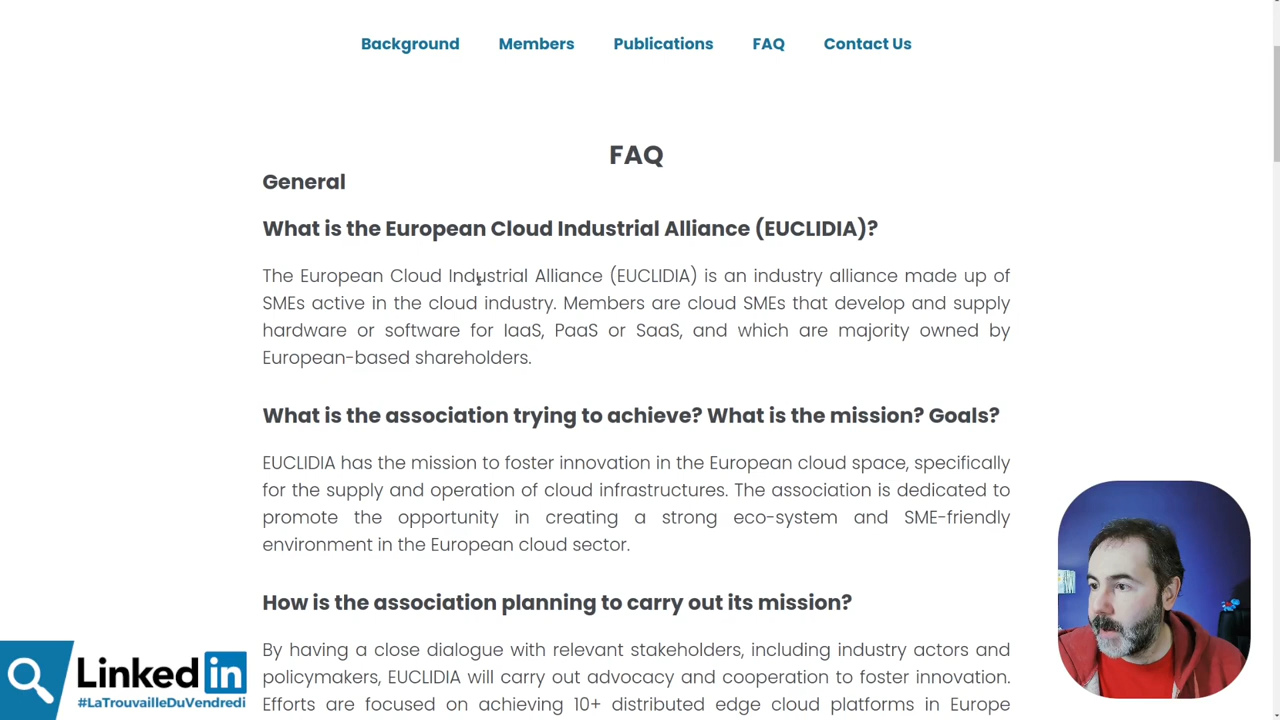 Background Members Publications FAQ Contact Us
FAQ
General
What is the European Cloud Industrial Alliance (EUCLIDIA)?
The European Cloud Industrial Alliance (EUCLIDIA) is an industry alliance made up of
SMEs active in the cloud industry. Members are cloud SMEs that develop and supply
hardware or software for IaaS, PaaS or SaaS, and which are majority owned by
European-based shareholders.
What is the association trying to achieve? What is the mission? Goals?
EUCLIDIA has the mission to foster innovation in the European cloud space, specifically
for the supply and operation of cloud infrastructures. The association is dedicated to
promote the opportunity in creating a strong eco-system and SME-friendly
environment in the European cloud sector.
How is the association planning to carry out its mission?
By having a close dialogue with relevant stakeholders, including industry actors and
policymakers, EUCLIDIA will carry out advocacy and cooperation to foster innovation.
Efforts are focused on achieving 10+ distributed edge cloud platforms in Europe
Linked in
#LaTrouvailleDuVendredi